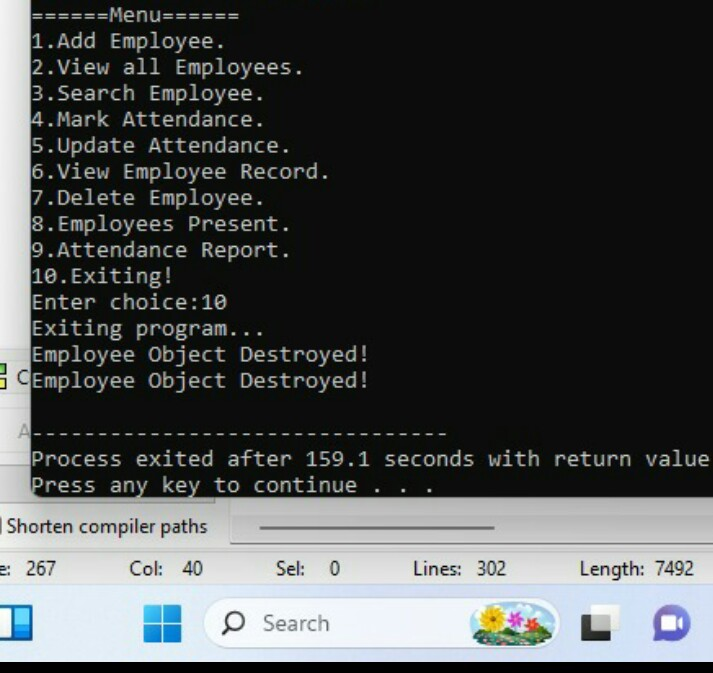 ======Menu======
1.Add Employee.
2.View all Employees.
3.Search Employee.
4.Mark Attendance.
5.Update Attendance.
6.View Employee Record.
7.Delete Employee.
8.Employees Present.
9.Attendance Report.
10.Exiting!
Enter choice:10
Exiting program...
Employee Object Destroyed!
Employee Object Destroyed!
--------------------------------
Process exited after 159.1 seconds with return value
Press any key to continue . . .
Shorten compiler paths
e: 267 Col: 40 Sel: 0 Lines: 302 Length: 7492
Search